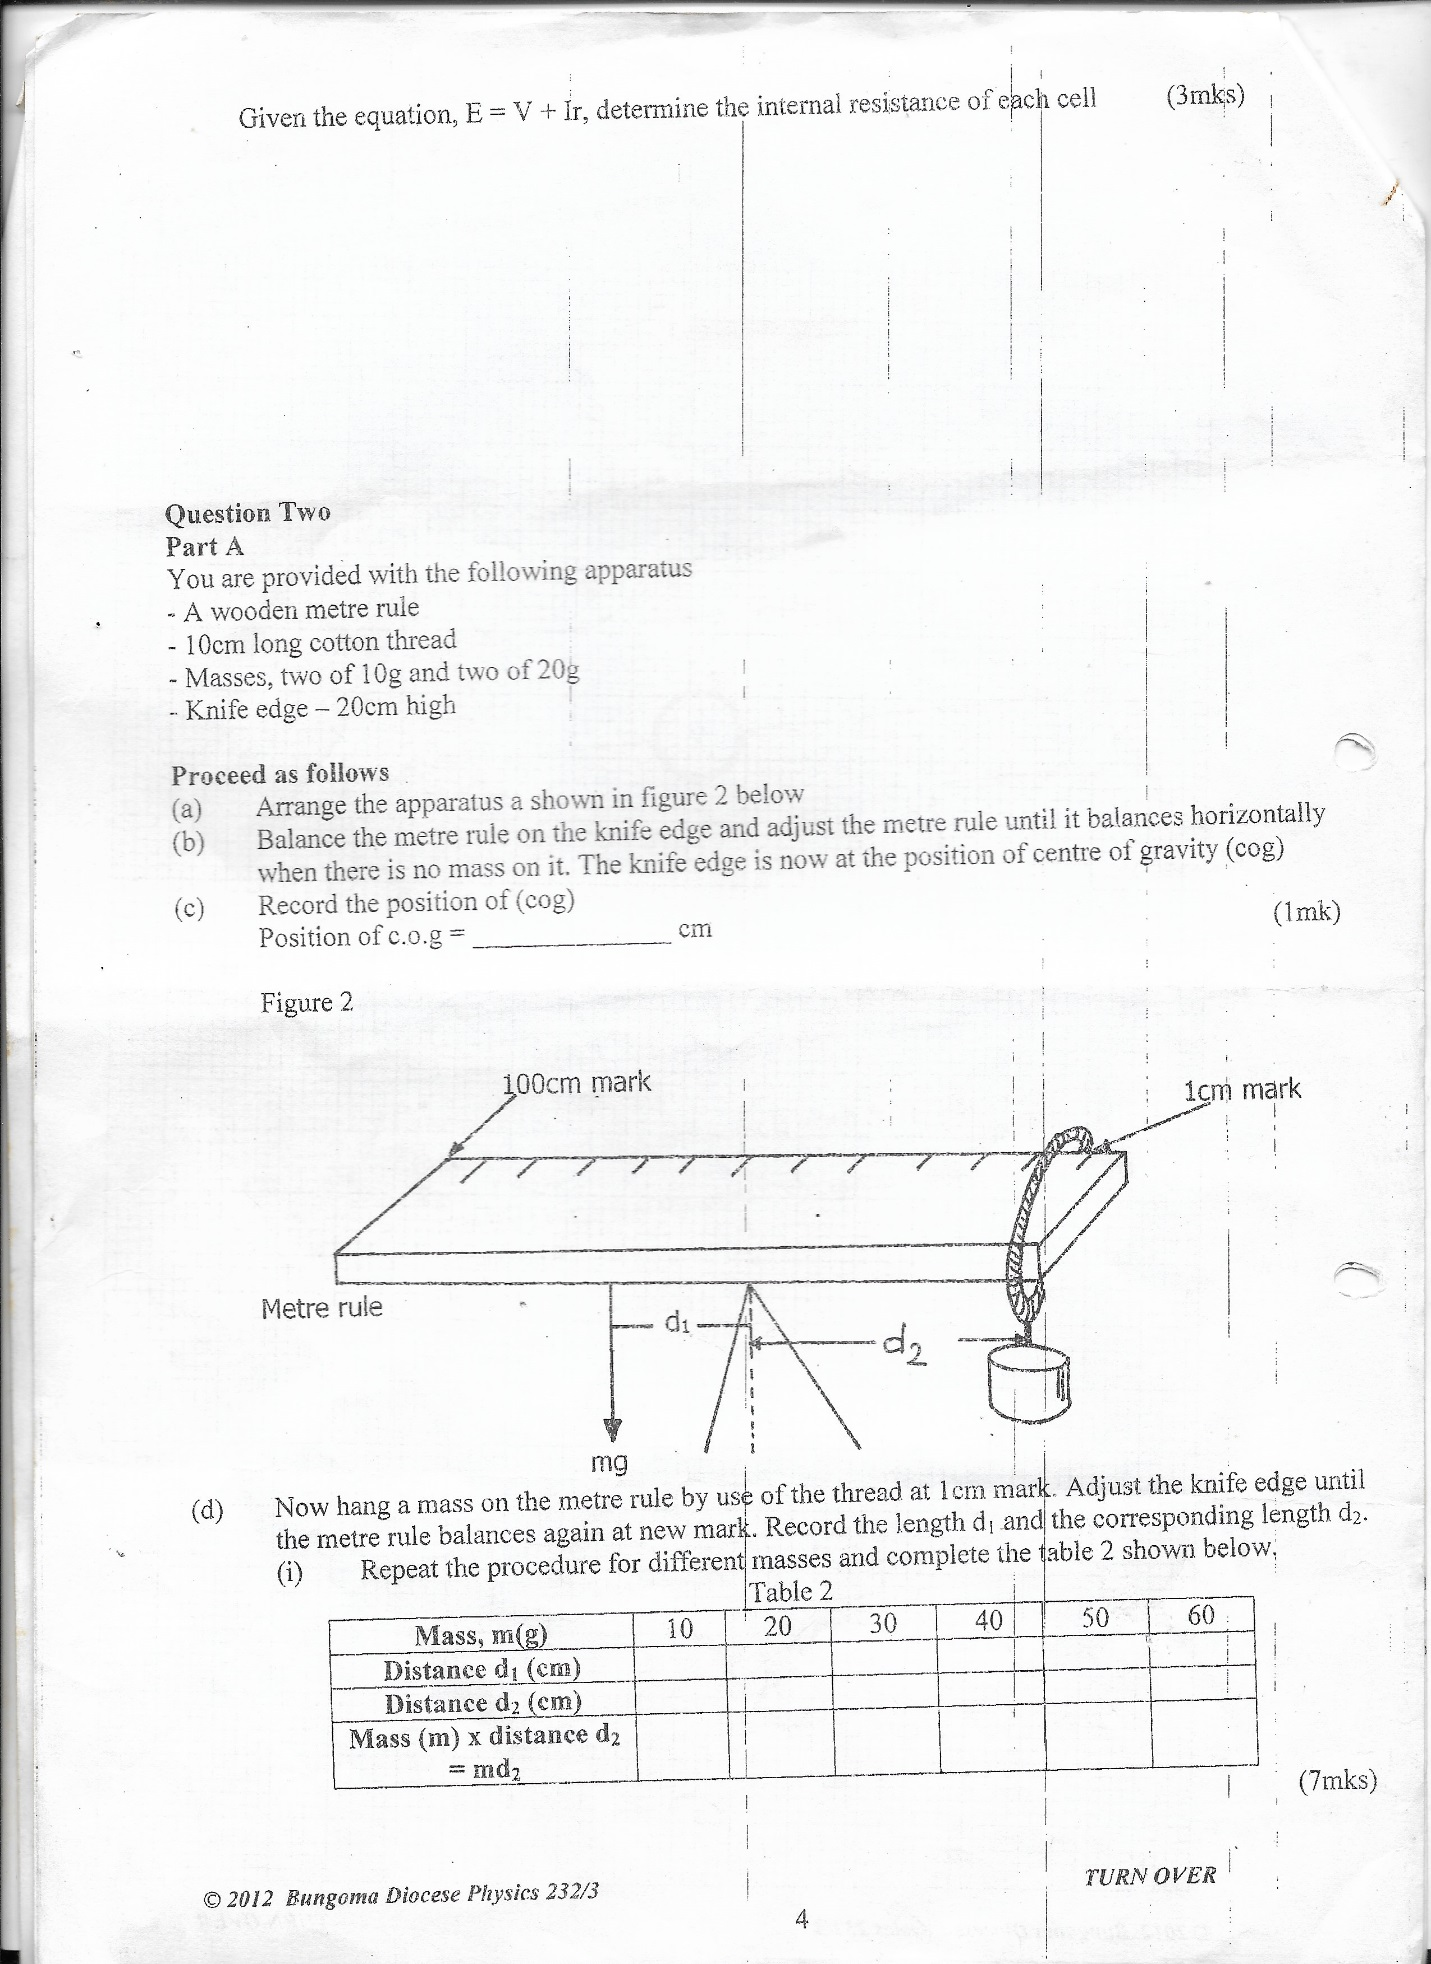 Given the equation, E = V + Ir, determine the internal resistance of each cell (3mks)
Question Two
Part A
You are provided with the following apparatus
- A wooden metre rule
- 10cm long cotton thread
- Masses, two of 10g and two of 20g
- Knife edge – 20cm high
Proceed as follows
(a) Arrange the apparatus a shown in figure 2 below
(b) Balance the metre rule on the knife edge and adjust the metre rule until it balances horizontally
when there is no mass on it. The knife edge is now at the position of centre of gravity (cog)
(c) Record the position of (cog) (1mk)
Position of c.o.g = ______________ cm
Figure 2
100cm mark
1cm mark
Metre rule
d₁
d₂
mg
(d) Now hang a mass on the metre rule by use of the thread at 1cm mark. Adjust the knife edge until
the metre rule balances again at new mark. Record the length d₁ and the corresponding length d₂.
(i) Repeat the procedure for different masses and complete the table 2 shown below.
Table 2
Mass, m(g) 10 20 30 40 50 60
Distance d₁ (cm)
Distance d₂ (cm)
Mass (m) x distance d₂
= md₂
(7mks)
TURN OVER
© 2012 Bungoma Diocese Physics 232/3
4